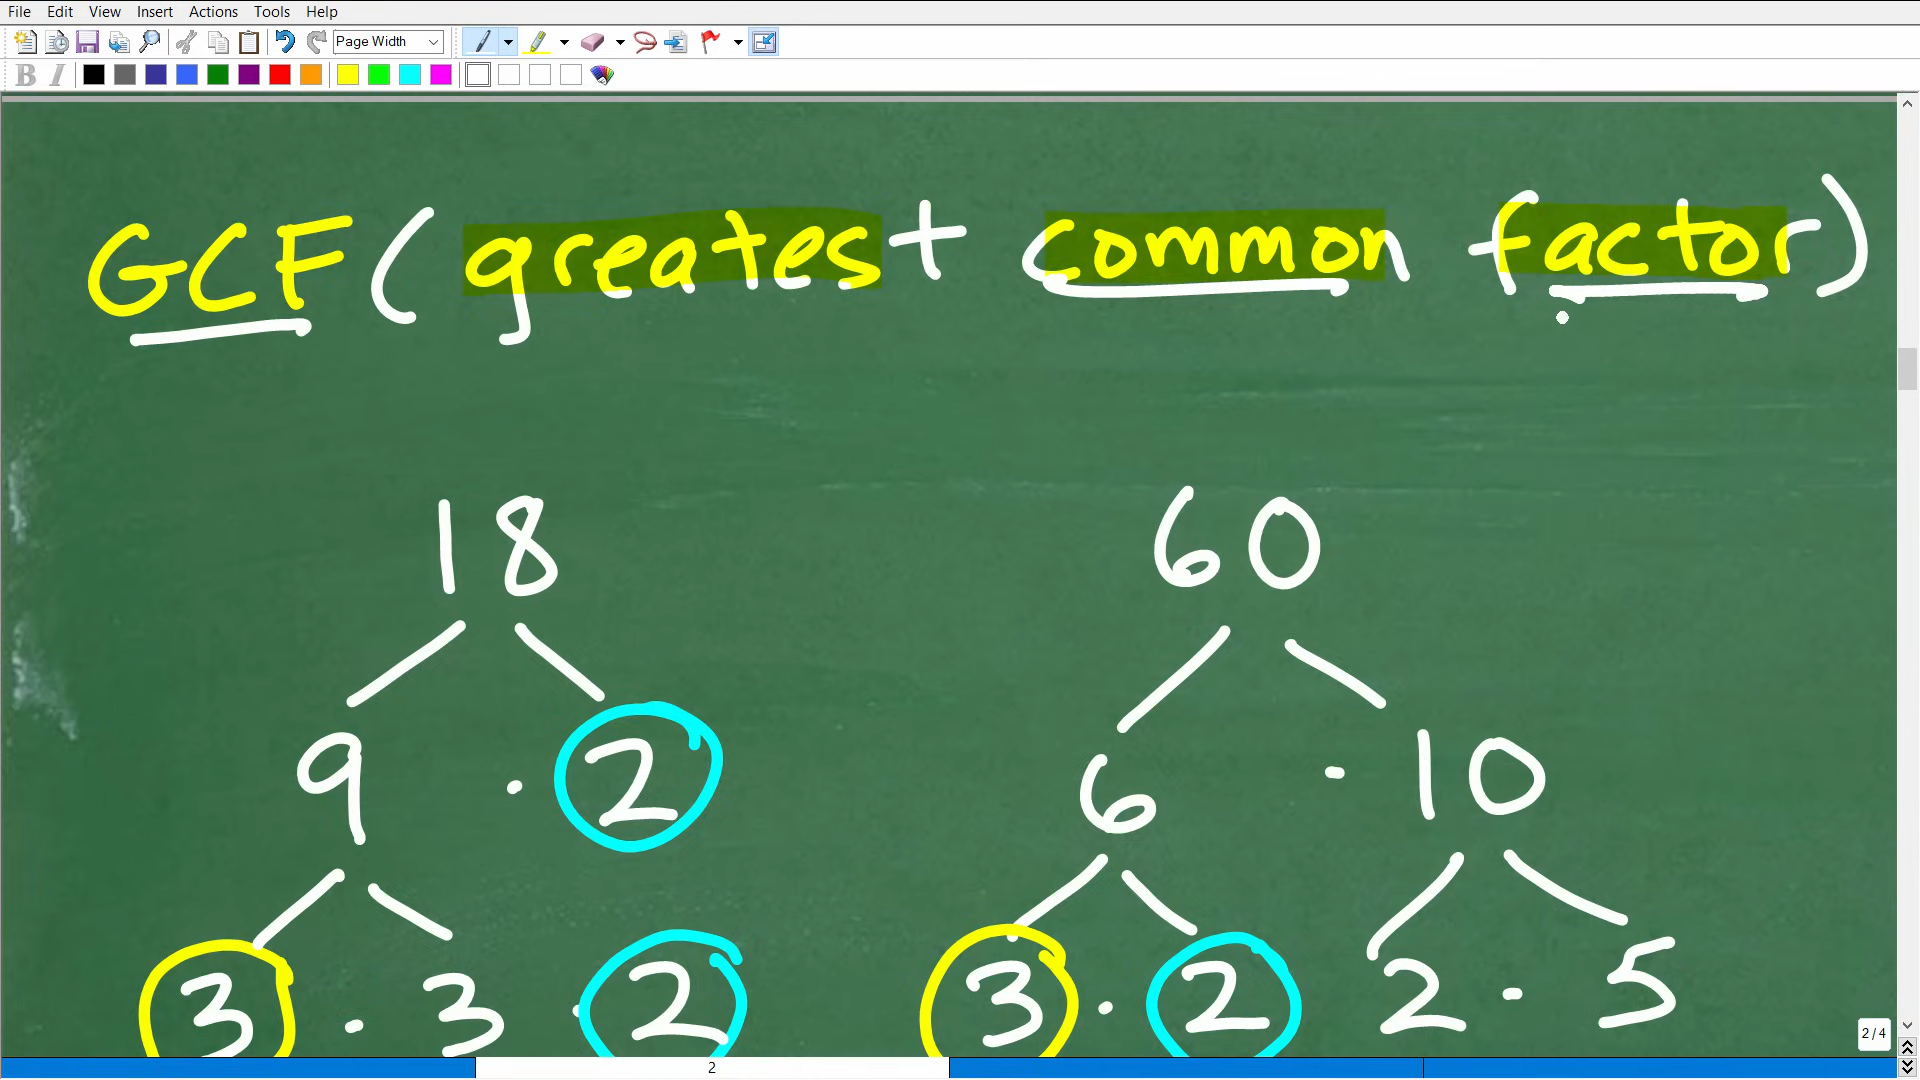 File Edit View Insert Actions Tools Help
Page Width
B I
GCF (greatest common factor)
18 60
9 · 2 6 · 10
3 · 3 · 2 3 · 2 2 · 5
2 / 4
2